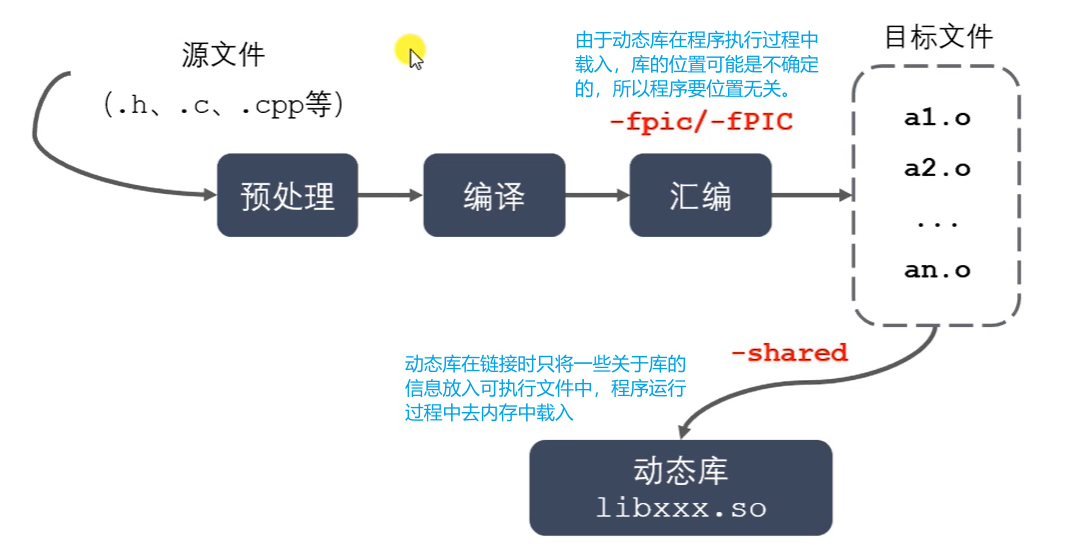 源文件
(.h、.c、.cpp等)
由于动态库在程序执行过程中
载入，库的位置可能是不确定
的，所以程序要位置无关。
-fpic/-fPIC
预处理
编译
汇编
目标文件
a1.o
a2.o
...
an.o
-shared
动态库在链接时只将一些关于库的
信息放入可执行文件中，程序运行
过程中去内存中载入
动态库
libxxx.so